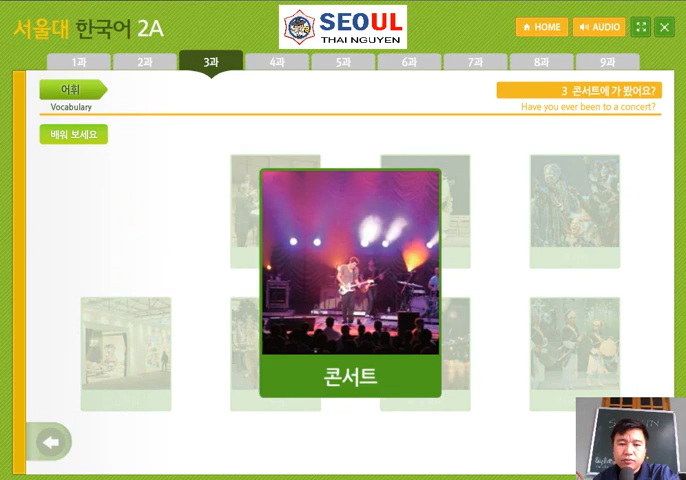 서울대 한국어 2A
SEOUL
THAI NGUYEN
HOME
AUDIO
1과
2과
3과
4과
5과
6과
7과
8과
9과
어휘
Vocabulary
3 콘서트에 가 봤어요?
Have you ever been to a concert?
배워 보세요
콘서트